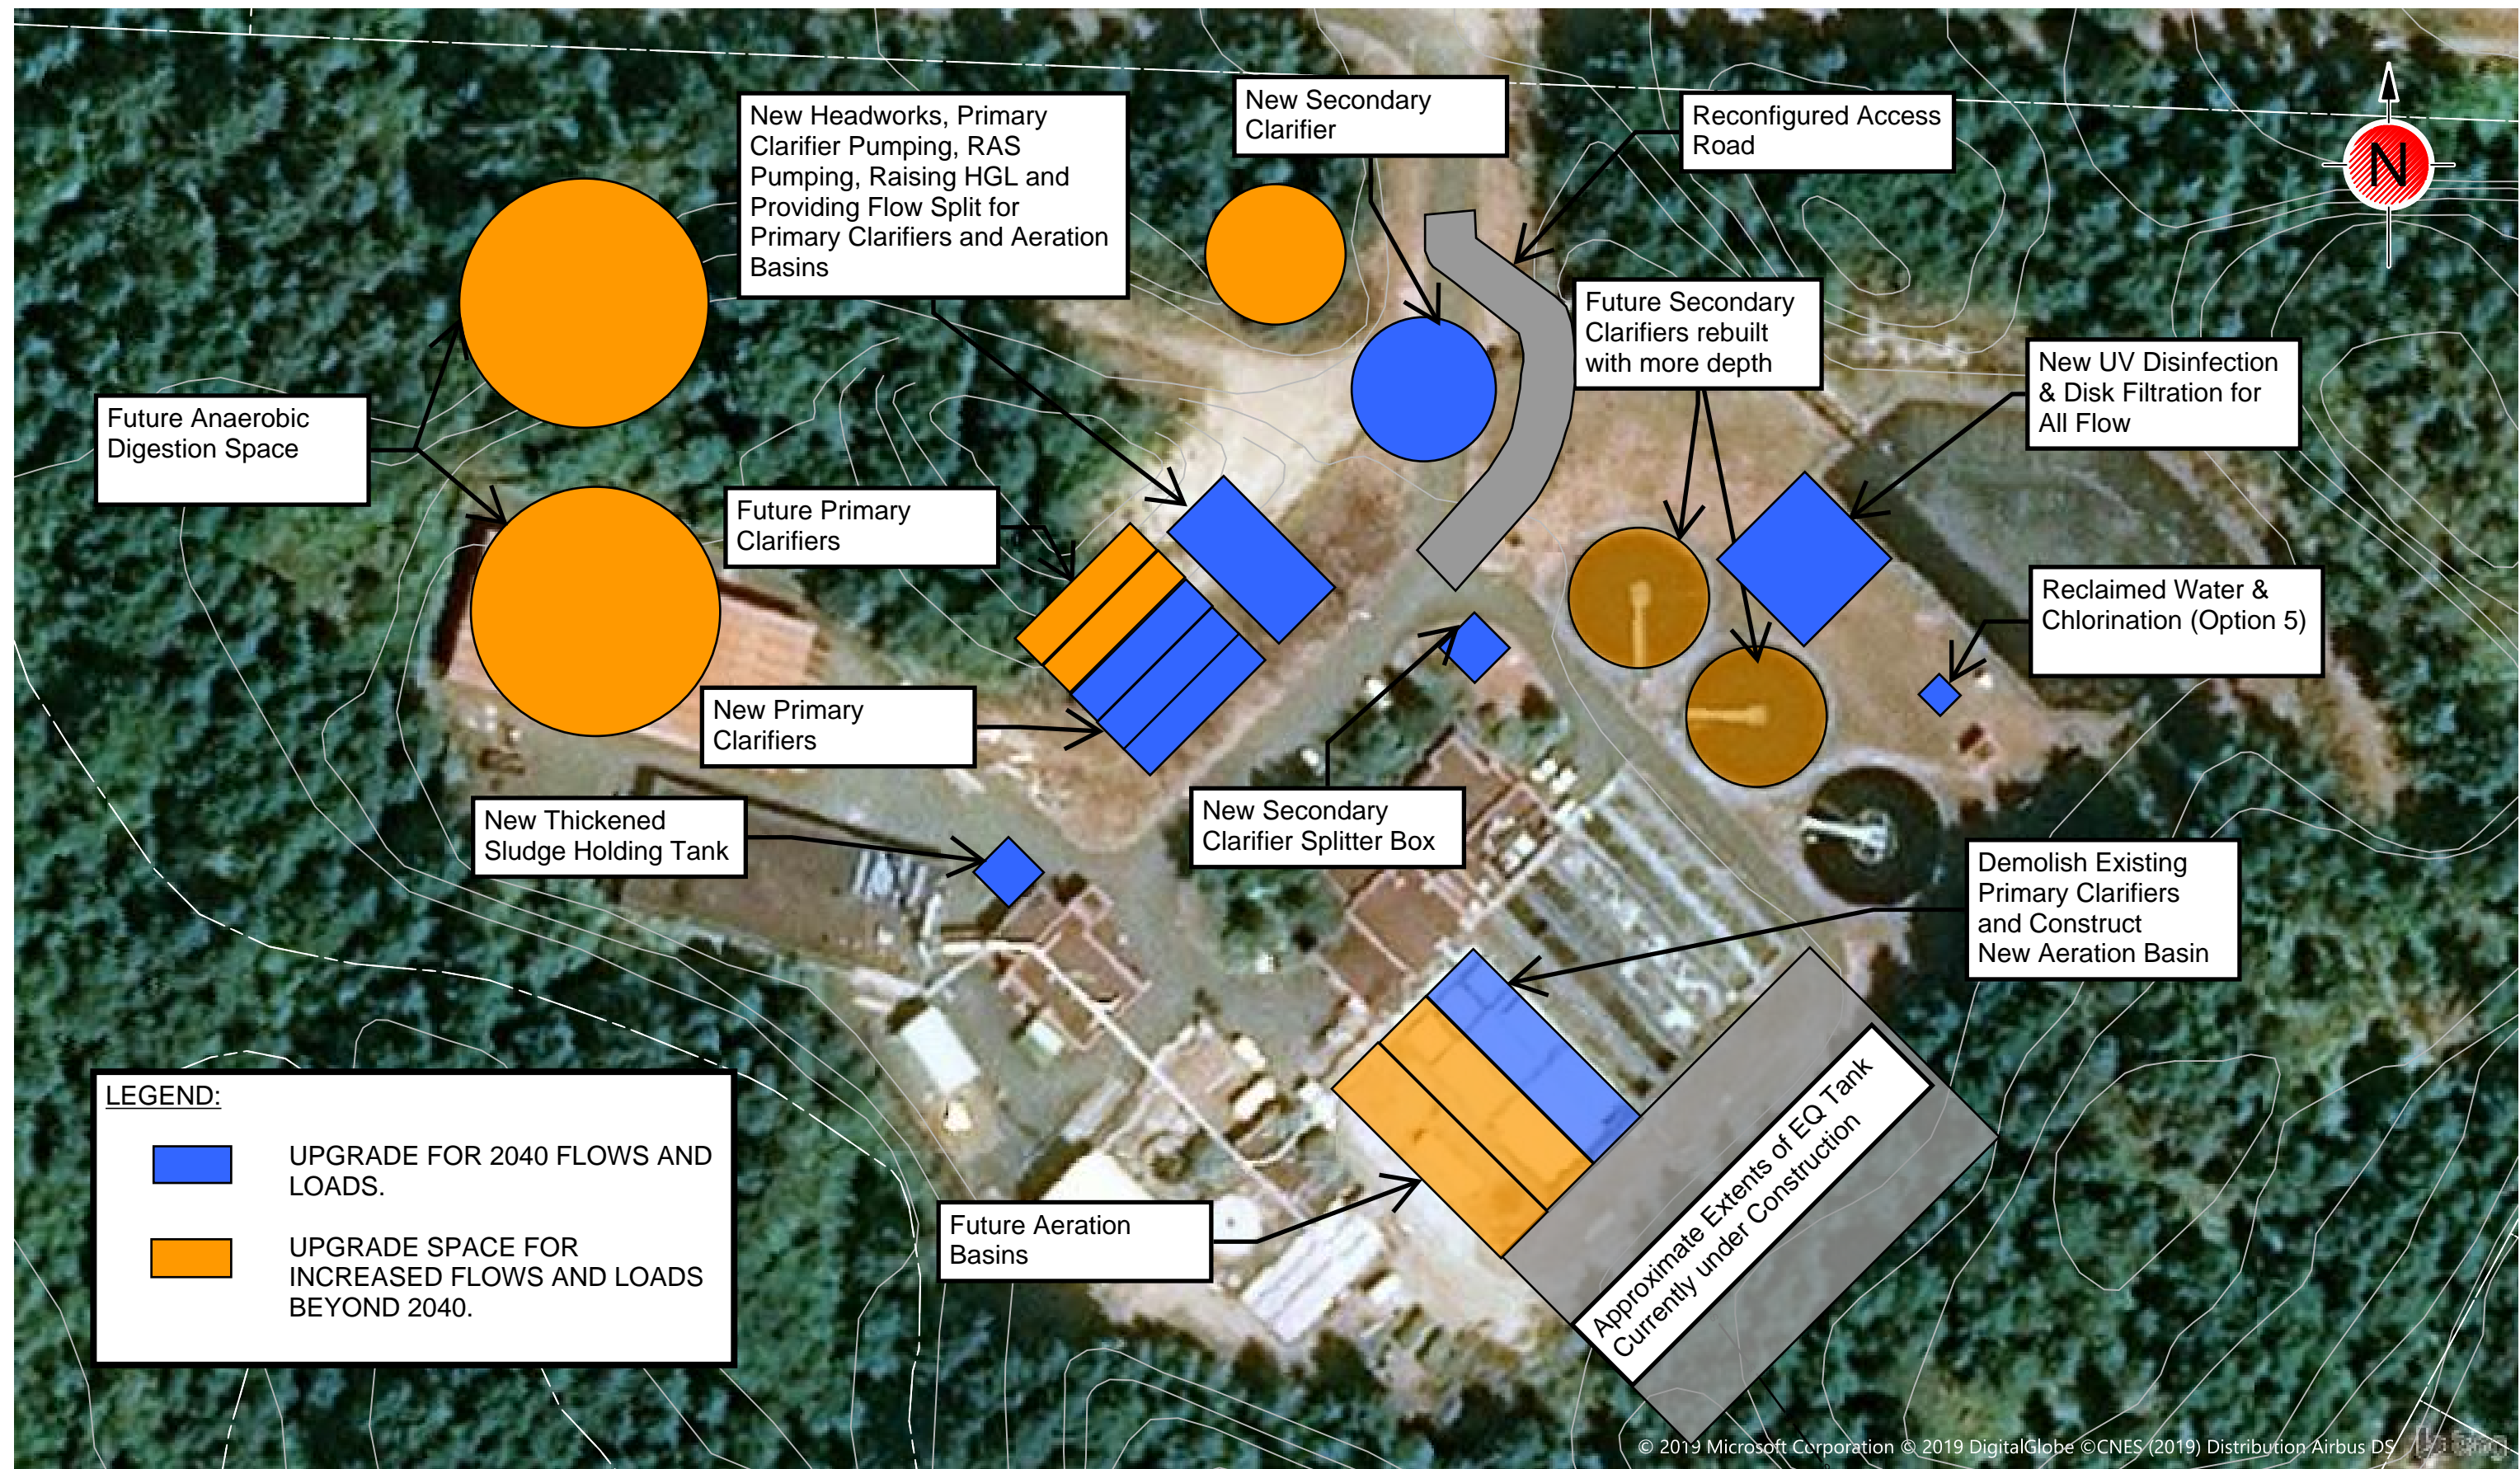 New Headworks, Primary
Clarifier Pumping, RAS
Pumping, Raising HGL and
Providing Flow Split for
Primary Clarifiers and Aeration
Basins
New Secondary
Clarifier
Reconfigured Access
Road
N
Future Secondary
Clarifiers rebuilt
with more depth
New UV Disinfection
& Disk Filtration for
All Flow
Future Anaerobic
Digestion Space
Future Primary
Clarifiers
Reclaimed Water &
Chlorination (Option 5)
New Primary
Clarifiers
New Thickened
Sludge Holding Tank
New Secondary
Clarifier Splitter Box
Demolish Existing
Primary Clarifiers
and Construct
New Aeration Basin
Future Aeration
Basins
Approximate Extents of EQ Tank
Currently under Construction
LEGEND:
UPGRADE FOR 2040 FLOWS AND
LOADS.
UPGRADE SPACE FOR
INCREASED FLOWS AND LOADS
BEYOND 2040.
© 2019 Microsoft Corporation © 2019 DigitalGlobe ©CNES (2019) Distribution Airbus DS